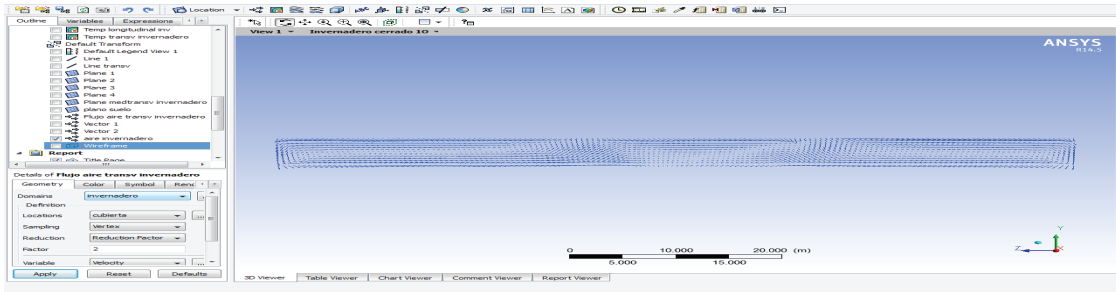 Location
Outline Variables Expressions
Temp longitudinal inv
Temp transv invernadero
Default Transform
Default Legend View 1
Line 1
Line transv
Plane 1
Plane 2
Plane 3
Plane 4
Plane medtransv invernadero
plano suelo
Flujo aire transv invernadero
Vector 1
Vector 2
aire invernadero
Wireframe
Report
Title Page
Details of Flujo aire transv invernadero
Geometry Color Symbol Rend
Domains invernadero
Definition
Locations cubierta
Sampling Vertex
Reduction Reduction Factor
Factor 2
Variable Velocity
Apply Reset Defaults
View 1 Invernadero cerrado 10
ANSYS
R14.5
0 10.000 20.000 (m)
5.000 15.000
Y
Z X
3D Viewer Table Viewer Chart Viewer Comment Viewer Report Viewer